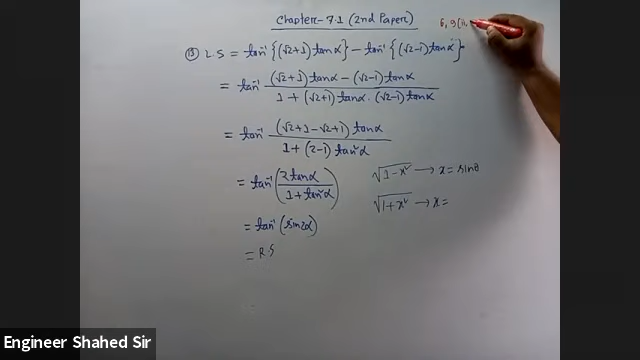 Chapter-7.1 (2nd Paper)
6, 9(ii,
(13) L.S = tan⁻¹{(√2+1)tanα} - tan⁻¹{(√2-1)tanα}
= tan⁻¹ (√2+1)tanα - (√2-1)tanα
1 + (√2+1)tanα.(√2-1)tanα
= tan⁻¹ (√2+1-√2+1)tanα
1+(2-1)tan²α
= tan⁻¹(2tanα / 1+tan²α)
√1-x² → x = sinθ
√1+x² → x =
= tan⁻¹(sin2α)
= R.S
Engineer Shahed Sir